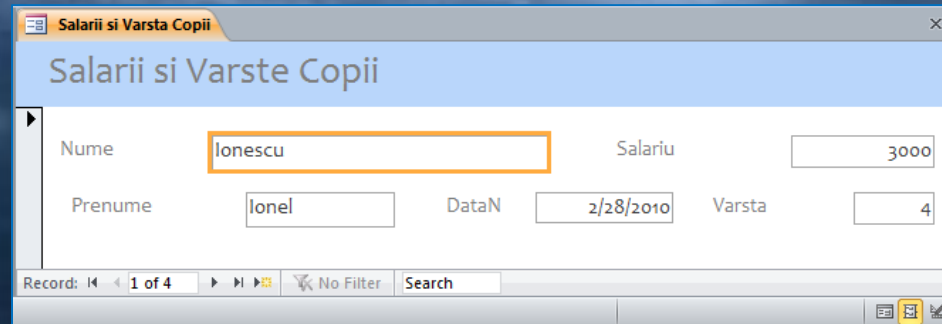 Salarii si Varsta Copii
Salarii si Varste Copii
Nume Ionescu Salariu 3000
Prenume Ionel DataN 2/28/2010 Varsta 4
Record: 1 of 4 No Filter Search